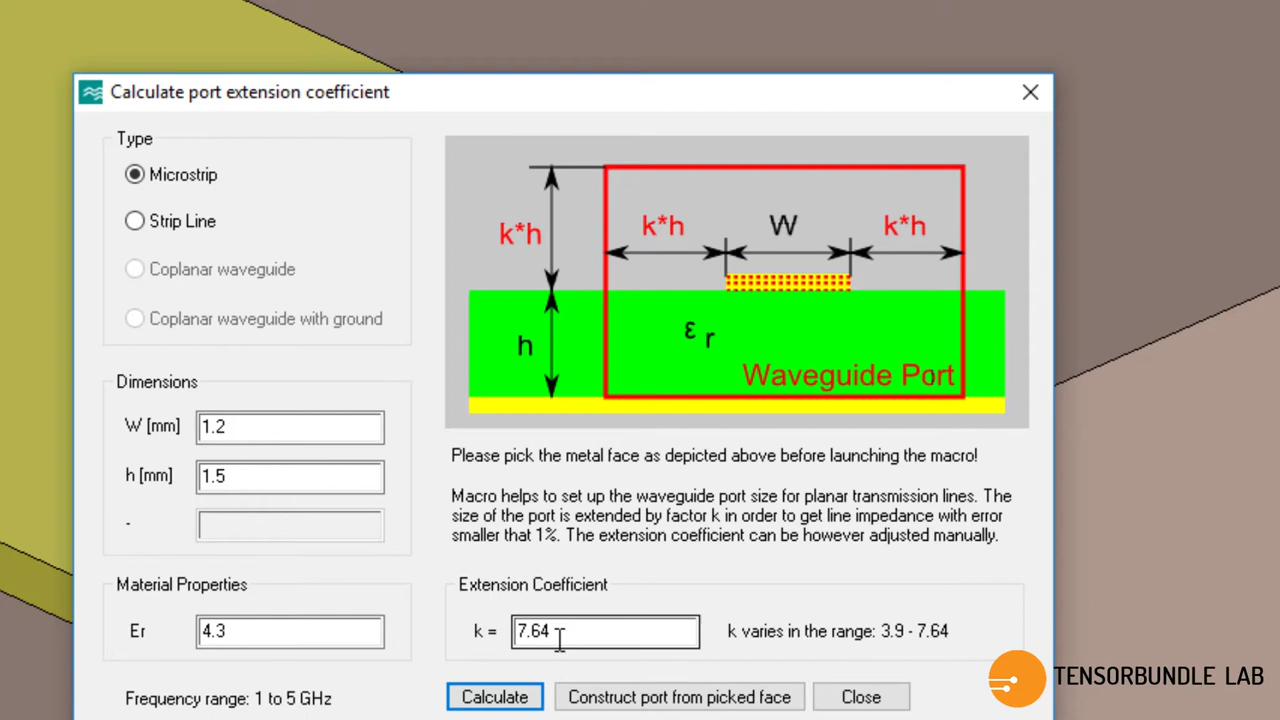 Calculate port extension coefficient
Type
Microstrip
Strip Line
Coplanar waveguide
Coplanar waveguide with ground
k*h
k*h
W
k*h
h
εr
Waveguide Port
Dimensions
W [mm] 1.2
h [mm] 1.5
-
Please pick the metal face as depicted above before launching the macro!
Macro helps to set up the waveguide port size for planar transmission lines. The
size of the port is extended by factor k in order to get line impedance with error
smaller that 1%. The extension coefficient can be however adjusted manually.
Material Properties
Er 4.3
Extension Coefficient
k = 7.64 k varies in the range: 3.9 - 7.64
Frequency range: 1 to 5 GHz
Calculate
Construct port from picked face
Close
TENSORBUNDLE LAB